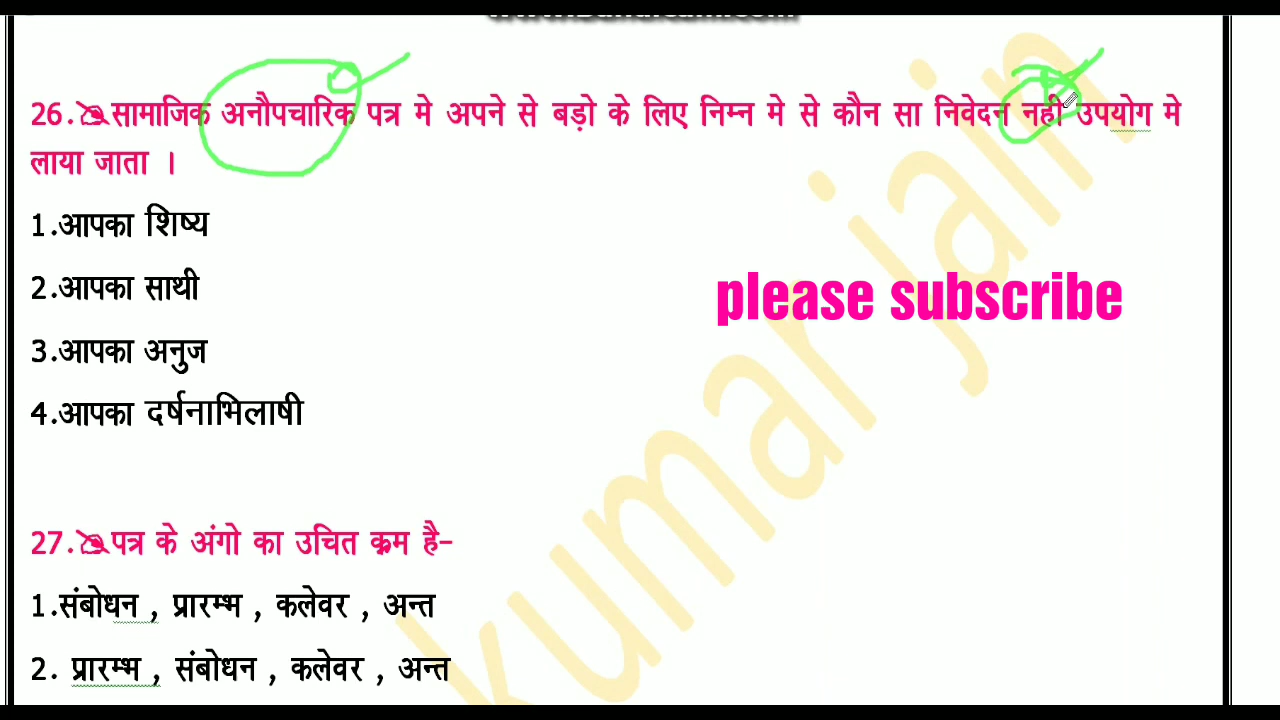 26. सामाजिक अनौपचारिक पत्र मे अपने से बड़ो के लिए निम्न मे से कौन सा निवेदन नही उपयोग मे
लाया जाता ।
1.आपका शिष्य
2.आपका साथी
please subscribe
3.आपका अनुज
4.आपका दर्षनाभिलाषी
27. पत्र के अंगो का उचित क्रम है-
1.संबोधन , प्रारम्भ , कलेवर , अन्त
2. प्रारम्भ , संबोधन , कलेवर , अन्त
kumar jain